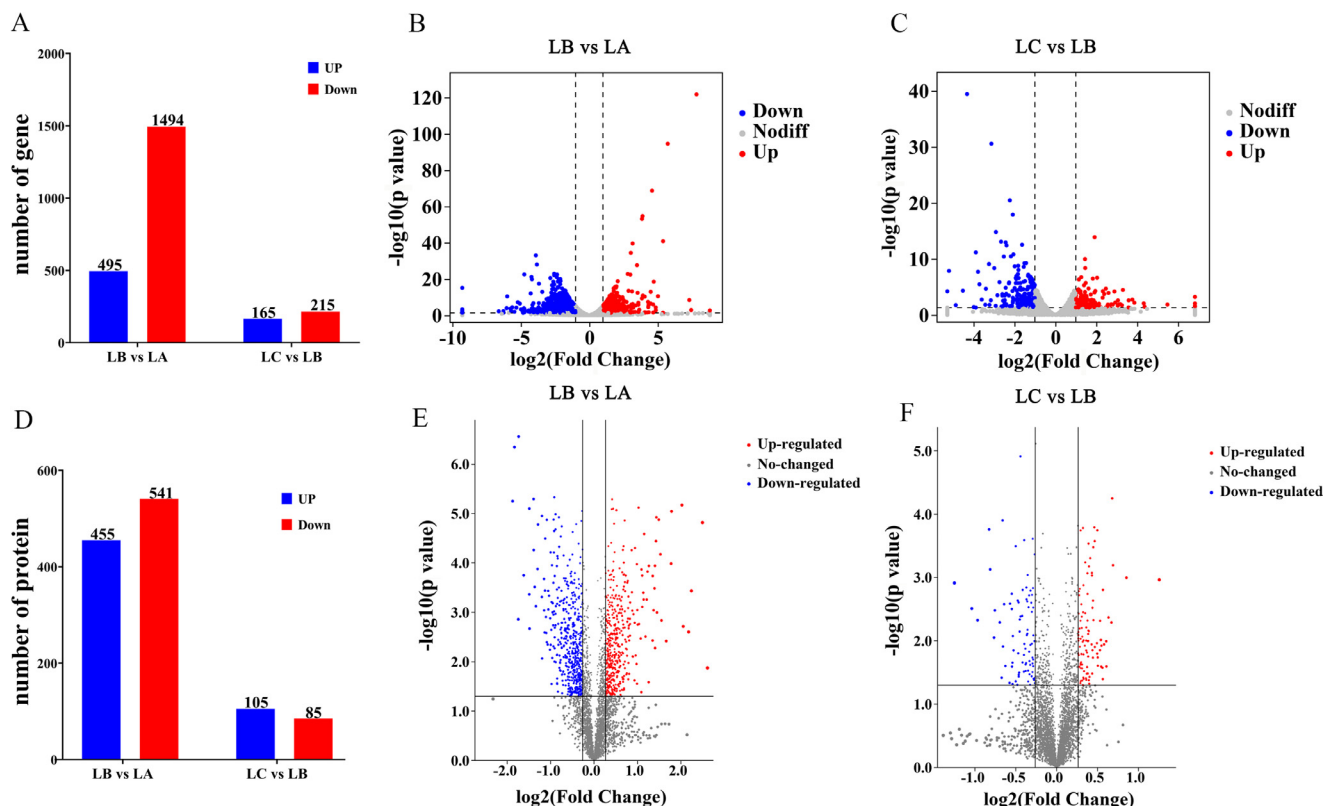 A
number of gene
2000
1500
1000
500
0
495
1494
165
215
LB vs LA
LC vs LB
UP
Down
B
LB vs LA
-log10(p value)
120
100
80
60
40
20
0
-10
-5
0
5
log2(Fold Change)
Down
Nodiff
Up
C
LC vs LB
-log10(p value)
40
30
20
10
0
-4
-2
0
2
4
6
log2(Fold Change)
Nodiff
Down
Up
D
number of protein
600
400
200
0
455
541
105
85
LB vs LA
LC vs LB
UP
Down
E
LB vs LA
-log10(p value)
6.0
5.0
4.0
3.0
2.0
1.0
0.0
-2.0
-1.0
0.0
1.0
2.0
log2(Fold Change)
Up-regulated
No-changed
Down-regulated
F
LC vs LB
-log10(p value)
5.0
4.0
3.0
2.0
1.0
0.0
-1.0
-0.5
0.0
0.5
1.0
log2(Fold Change)
Up-regulated
No-changed
Down-regulated